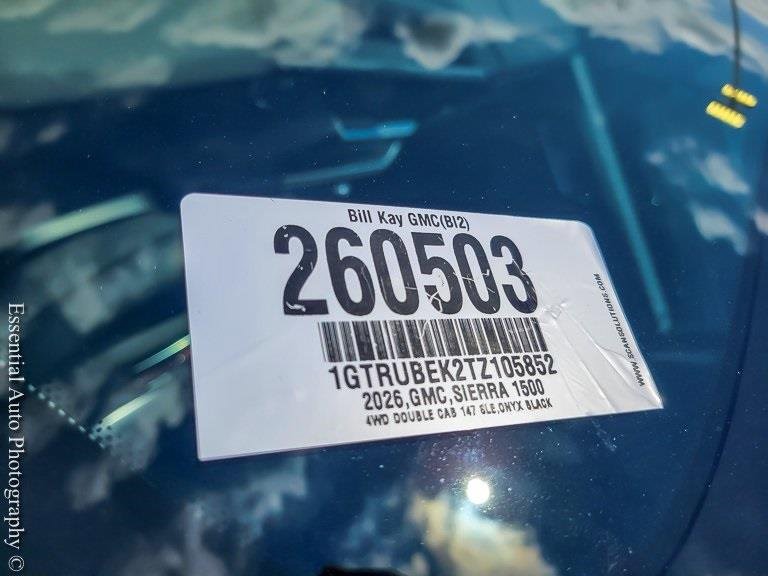 Bill Kay GMC(BI2)
260503
1GTRUBEK2TZ105852
2026,GMC,SIERRA 1500
4WD DOUBLE CAB 147 SLE,ONYX BLACK
WWW.SCANSOLUTIONS.COM
Essential Auto Photography ©